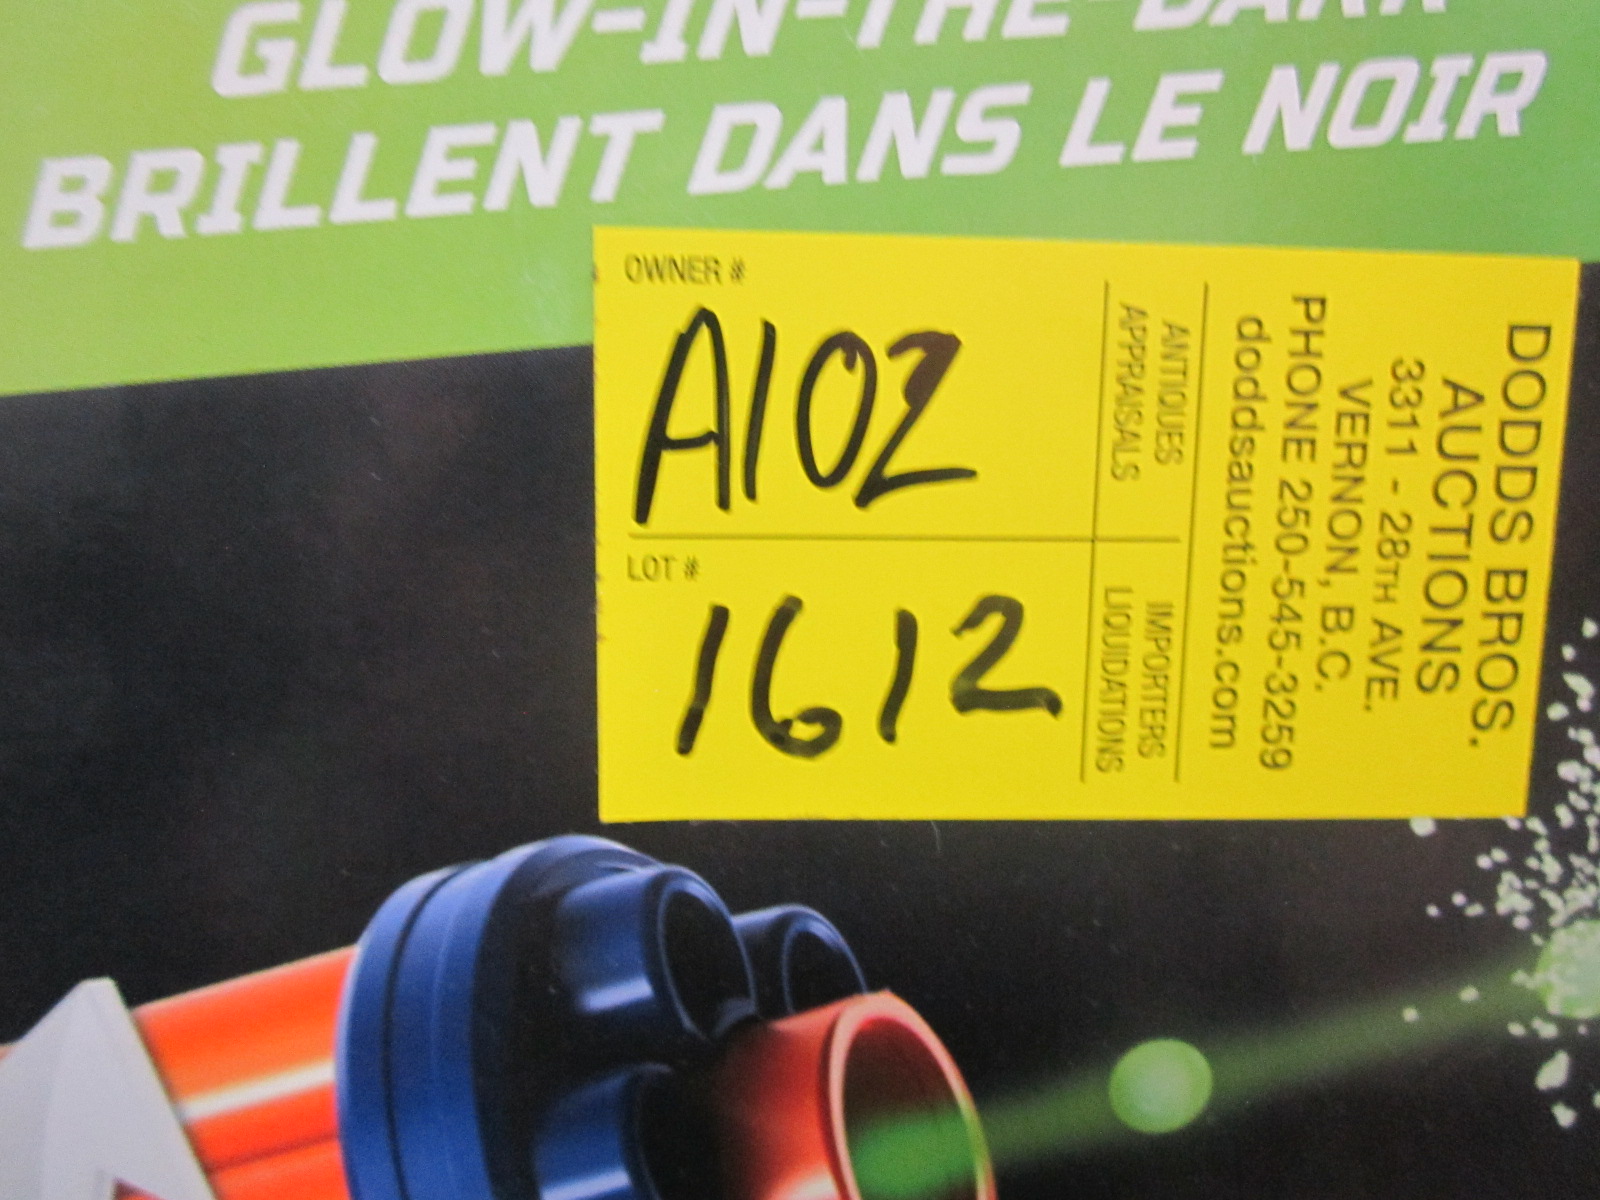 GLOW-IN-THE-DARK
BRILLENT DANS LE NOIR
OWNER #
A102
LOT #
1612
ANTIQUES
APPRAISALS
IMPORTERS
LIQUIDATIONS
DODDS BROS.
AUCTIONS
3311 - 28TH AVE.
VERNON, B.C.
PHONE 250-545-3259
doddsauctions.com